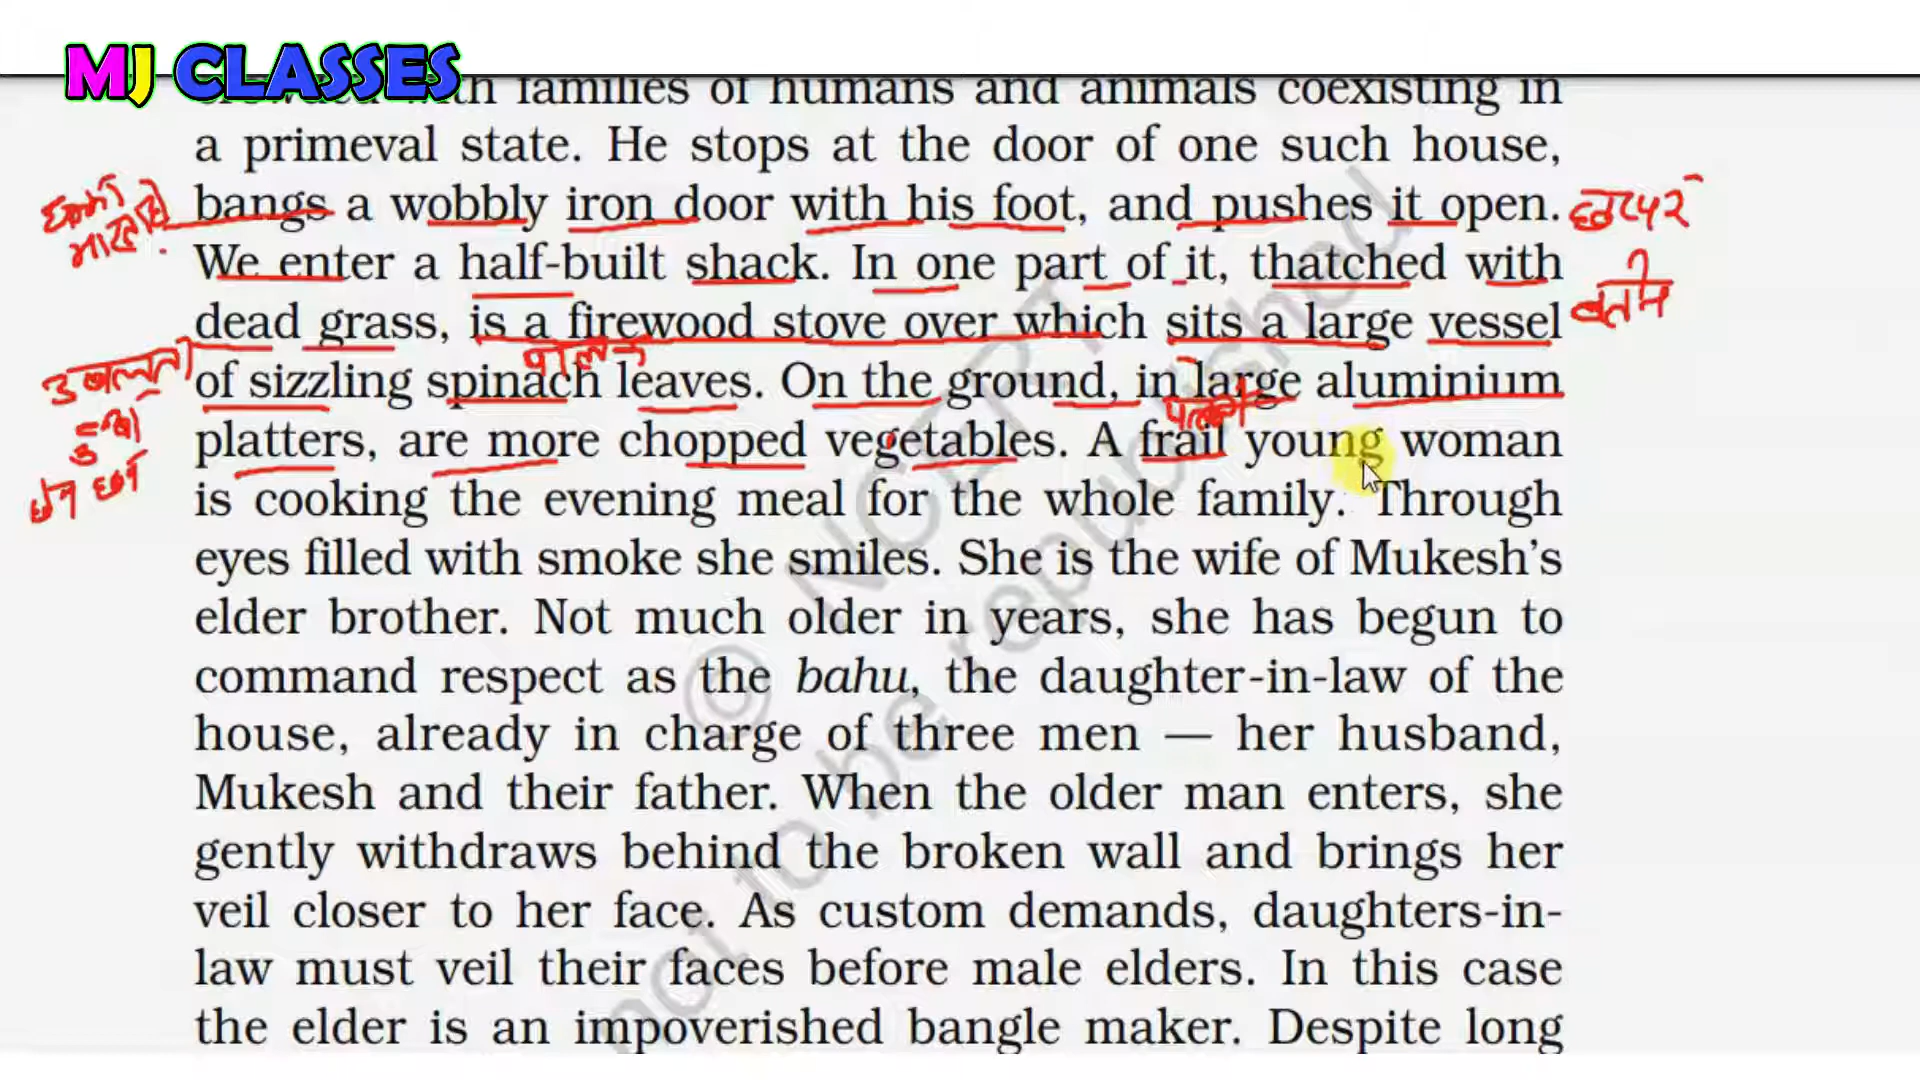 MJ CLASSES
crowded with families of humans and animals coexisting in
a primeval state. He stops at the door of one such house,
bangs a wobbly iron door with his foot, and pushes it open.
We enter a half-built shack. In one part of it, thatched with
dead grass, is a firewood stove over which sits a large vessel
पालक
of sizzling spinach leaves. On the ground, in large aluminium
platters, are more chopped vegetables. A frail young woman
is cooking the evening meal for the whole family. Through
eyes filled with smoke she smiles. She is the wife of Mukesh’s
elder brother. Not much older in years, she has begun to
command respect as the bahu, the daughter-in-law of the
house, already in charge of three men — her husband,
Mukesh and their father. When the older man enters, she
gently withdraws behind the broken wall and brings her
veil closer to her face. As custom demands, daughters-in-
law must veil their faces before male elders. In this case
the elder is an impoverished bangle maker. Despite long
© NCERT
not to be republished